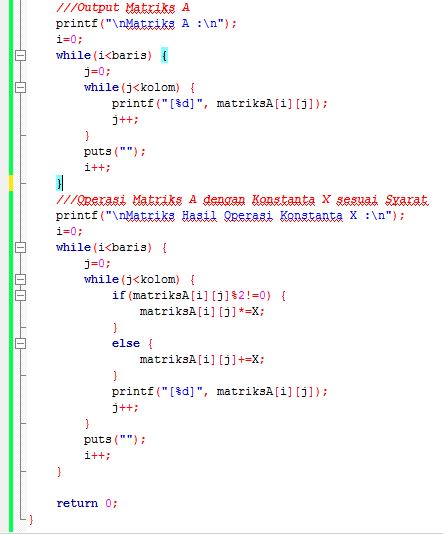 ///Output Matriks A
printf("\nMatriks A :\n");
i=0;
while(i<baris) {
j=0;
while(j<kolom) {
printf("[%d]", matriksA[i][j]);
j++;
}
puts("");
i++;
}
///Operasi Matriks A dengan Konstanta X sesuai Syarat
printf("\nMatriks Hasil Operasi Konstanta X :\n");
i=0;
while(i<baris) {
j=0;
while(j<kolom) {
if(matriksA[i][j]%2!=0) {
matriksA[i][j]*=X;
}
else {
matriksA[i][j]+=X;
}
printf("[%d]", matriksA[i][j]);
j++;
}
puts("");
i++;
}
return 0;
}